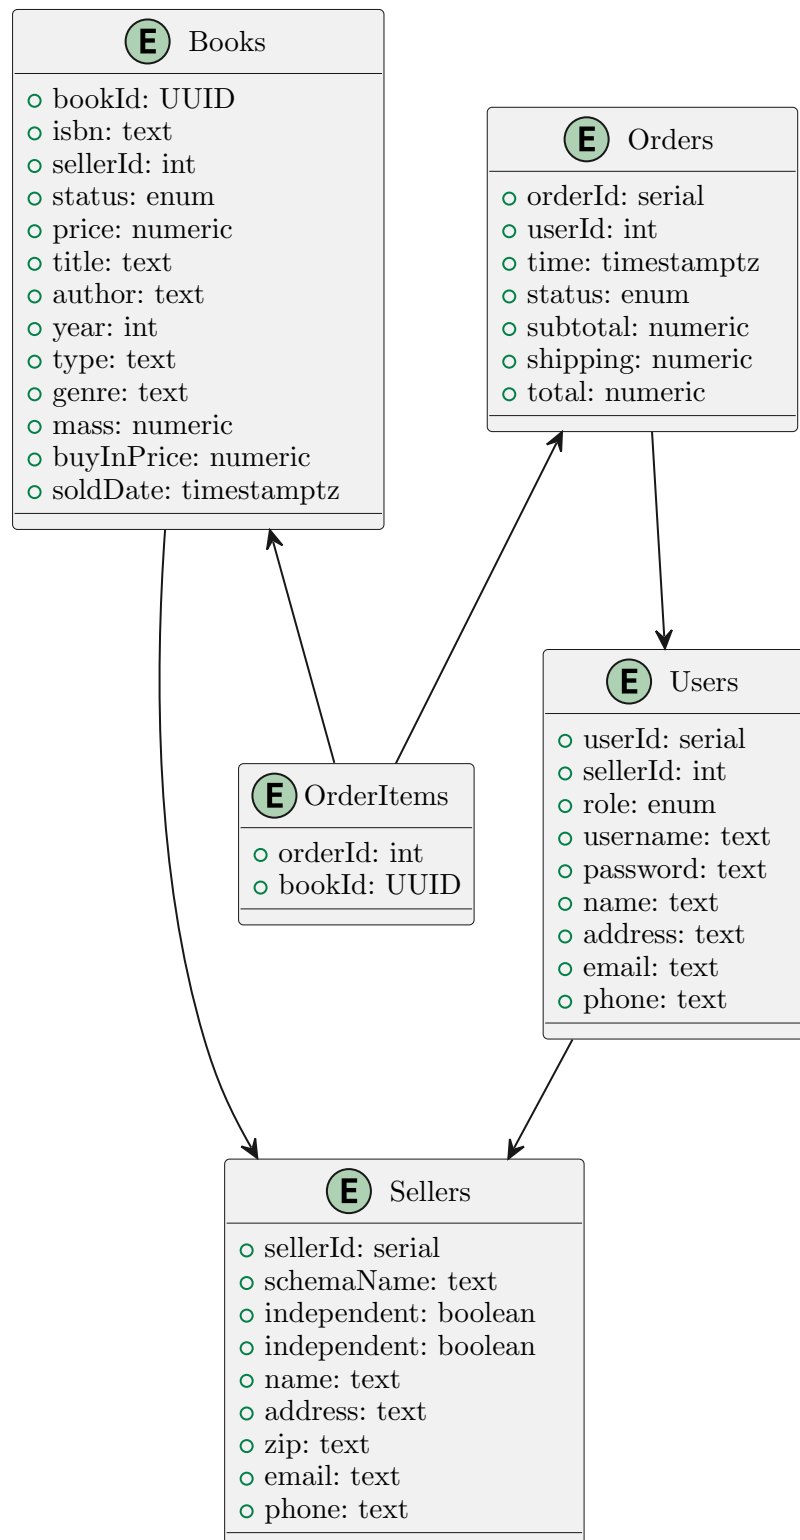 E Books
bookId: UUID
isbn: text
sellerId: int
status: enum
price: numeric
title: text
author: text
year: int
type: text
genre: text
mass: numeric
buyInPrice: numeric
soldDate: timestamptz
E Orders
orderId: serial
userId: int
time: timestamptz
status: enum
subtotal: numeric
shipping: numeric
total: numeric
E Users
userId: serial
sellerId: int
role: enum
username: text
password: text
name: text
address: text
email: text
phone: text
E OrderItems
orderId: int
bookId: UUID
E Sellers
sellerId: serial
schemaName: text
independent: boolean
independent: boolean
name: text
address: text
zip: text
email: text
phone: text